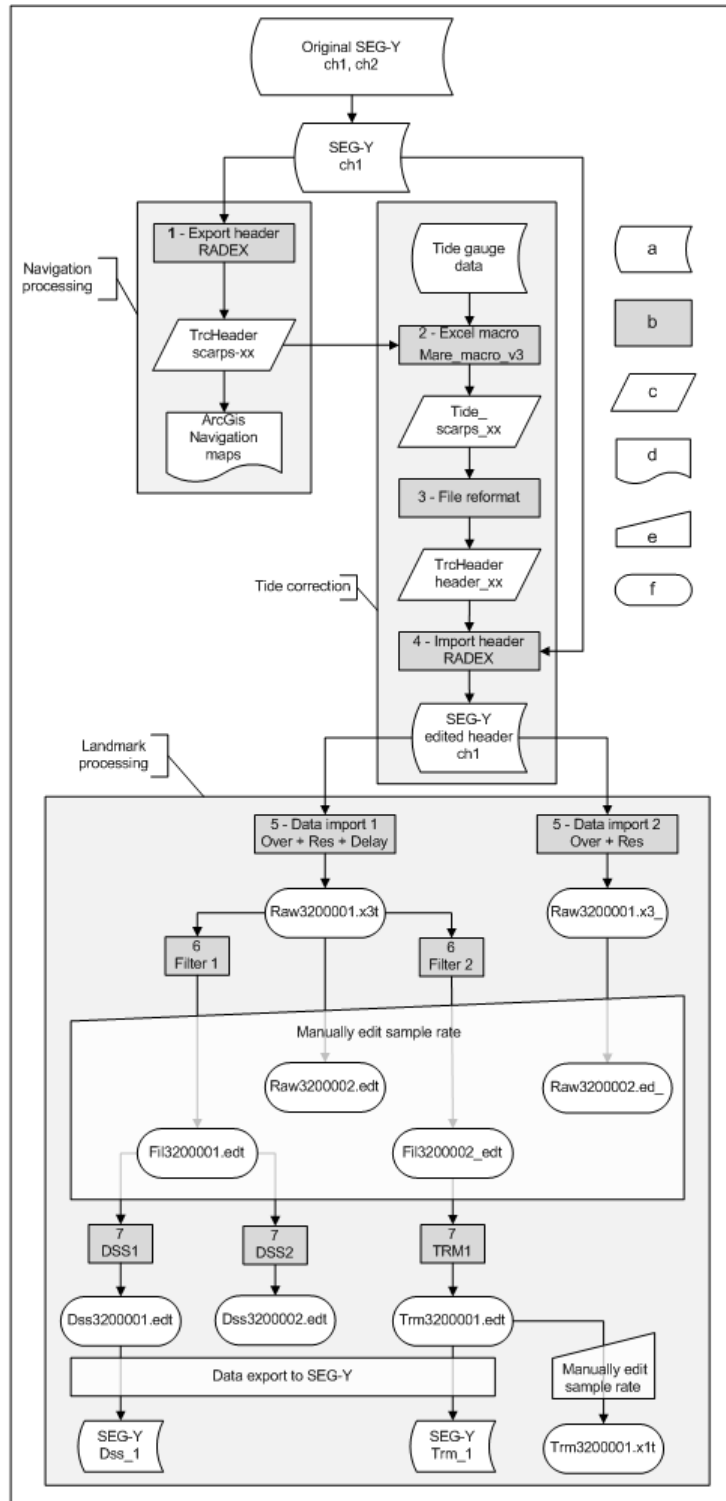 Original SEG-Y
ch1, ch2
SEG-Y
ch1
1 - Export header
RADEX
Navigation
processing
TrcHeader
scarps-xx
ArcGis
Navigation
maps
Tide gauge
data
2 - Excel macro
Mare_macro_v3
Tide_
scarps_xx
3 - File reformat
TrcHeader
header_xx
Tide correction
4 - Import header
RADEX
SEG-Y
edited header
ch1
a
b
c
d
e
f
Landmark
processing
5 - Data import 1
Over + Res + Delay
5 - Data import 2
Over + Res
Raw3200001.x3t
Raw3200001.x3_
6
Filter 1
6
Filter 2
Manually edit sample rate
Raw3200002.edt
Raw3200002.ed_
Fil3200001.edt
Fil3200002_edt
7
DSS1
7
DSS2
7
TRM1
Dss3200001.edt
Dss3200002.edt
Trm3200001.edt
Data export to SEG-Y
Manually edit
sample rate
SEG-Y
Dss_1
SEG-Y
Trm_1
Trm3200001.x1t